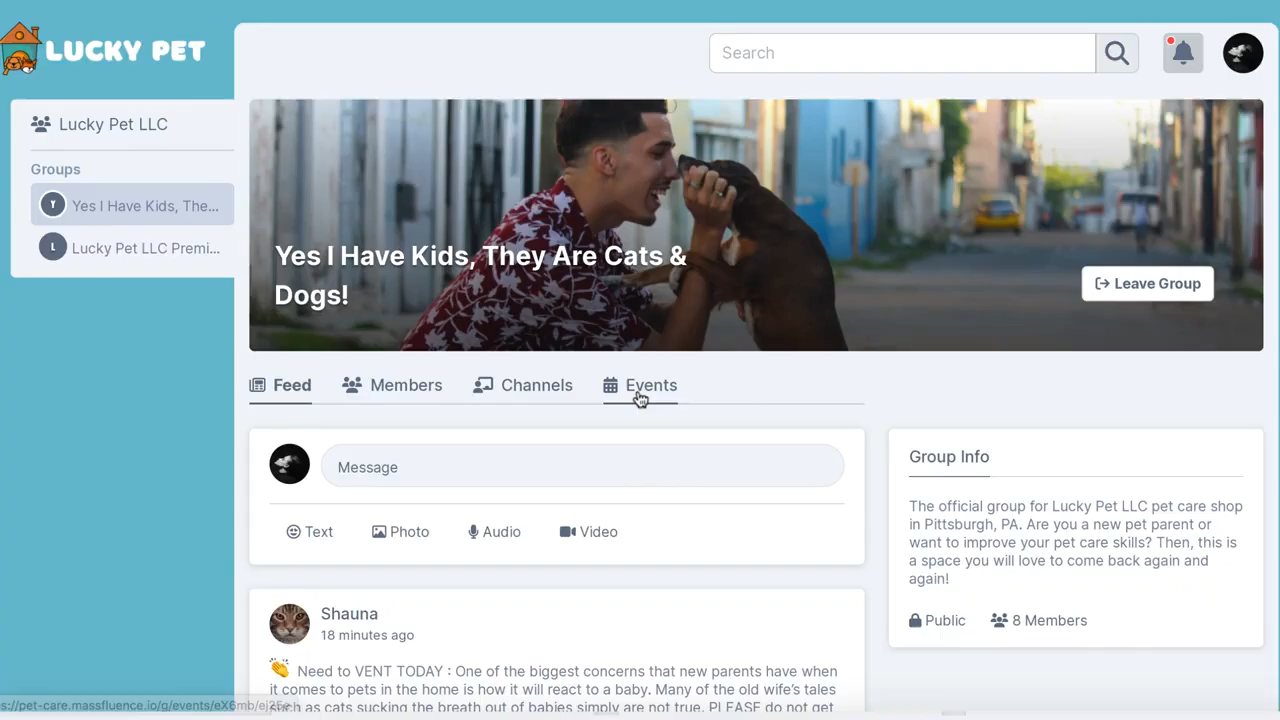 LUCKY PET
Search
Lucky Pet LLC
Groups
Y
Yes I Have Kids, The...
L
Lucky Pet LLC Premi...
Yes I Have Kids, They Are Cats &
Dogs!
Leave Group
Feed
Members
Channels
Events
Message
Text
Photo
Audio
Video
Group Info
The official group for Lucky Pet LLC pet care shop
in Pittsburgh, PA. Are you a new pet parent or
want to improve your pet care skills? Then, this is
a space you will love to come back again and
again!
Public
8 Members
Shauna
18 minutes ago
👏 Need to VENT TODAY : One of the biggest concerns that new parents have when
it comes to pets in the home is how it will react to a baby. Many of the old wife's tales
such as cats sucking the breath out of babies simply are not true. PLEASE do not get
s://pet-care.massfluence.io/g/events/eX6mb/